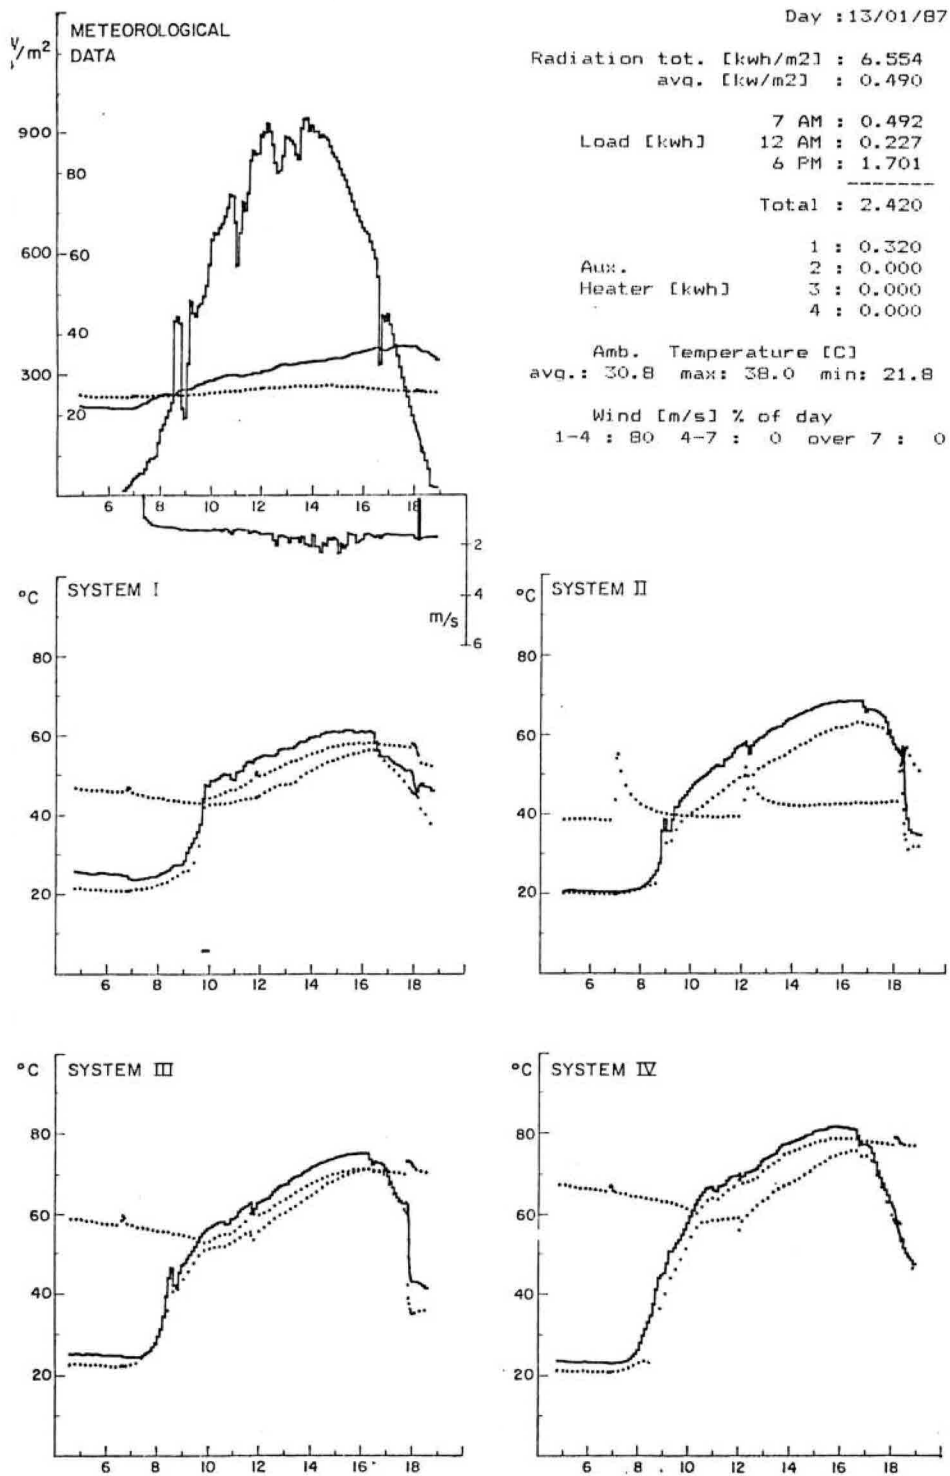 METEOROLOGICAL
DATA
/m²
900
600
300
80
60
40
20
6 8 10 12 14 16 18
2
4
6
m/s
Day :13/01/87
Radiation tot. [kwh/m2] : 6.554
avg. [kw/m2] : 0.490
7 AM : 0.492
Load [kwh] 12 AM : 0.227
6 PM : 1.701
Total : 2.420
1 : 0.320
Aux. 2 : 0.000
Heater [kwh] 3 : 0.000
4 : 0.000
Amb. Temperature [C]
avg.: 30.8 max: 38.0 min: 21.8
Wind [m/s] % of day
1-4 : 80 4-7 : 0 over 7 : 0
°C SYSTEM I
80
60
40
20
6 8 10 12 14 16 18
°C SYSTEM II
80
60
40
20
6 8 10 12 14 16 18
°C SYSTEM III
80
60
40
20
6 8 10 12 14 16 18
°C SYSTEM IV
80
60
40
20
6 8 10 12 14 16 18